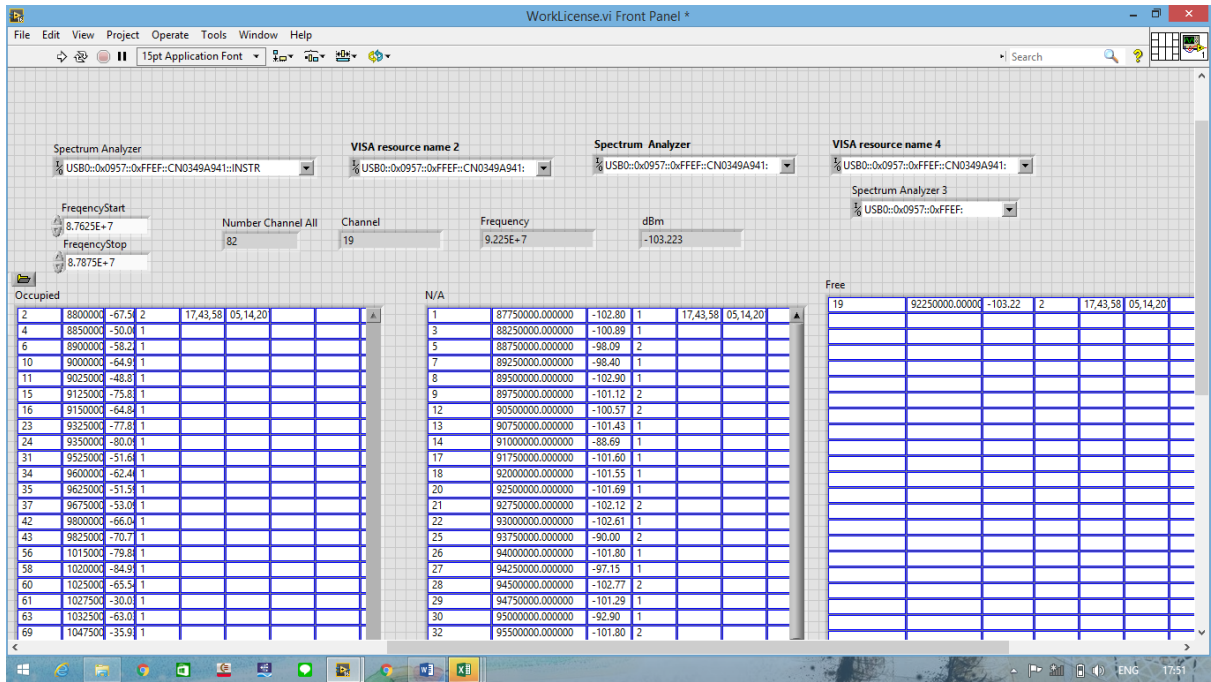 WorkLicense.vi Front Panel *
File Edit View Project Operate Tools Window Help
15pt Application Font
Search
Spectrum Analyzer
USB0::0x0957::0xFFEF::CN0349A941::INSTR
VISA resource name 2
USB0::0x0957::0xFFEF::CN0349A941:
Spectrum Analyzer
USB0::0x0957::0xFFEF::CN0349A941:
VISA resource name 4
USB0::0x0957::0xFFEF::CN0349A941:
Spectrum Analyzer 3
USB0::0x0957::0xFFEF:
FreqencyStart
8.7625E+7
FreqencyStop
8.7875E+7
Number Channel All
82
Channel
19
Frequency
9.225E+7
dBm
-103.223
Occupied
2 8800000 -67.50 2 17,43,58 05,14,20
4 8850000 -50.00 1
6 8900000 -58.2 1
10 9000000 -64.9 1
11 9025000 -48.8 1
15 9125000 -75.8 1
16 9150000 -64.8 1
23 9325000 -77.8 1
24 9350000 -80.0 1
31 9525000 -51.6 1
34 9600000 -62.4 1
35 9625000 -51.5 1
37 9675000 -53.0 1
42 9800000 -66.0 1
43 9825000 -70.7 1
56 1015000 -79.8 1
58 1020000 -84.9 1
60 1025000 -65.5 1
61 1027500 -30.0 1
63 1032500 -63.0 1
69 1047500 -35.9 1
N/A
1 87750000.000000 -102.80 1 17,43,58 05,14,20
3 88250000.000000 -100.89 1
5 88750000.000000 -98.09 2
7 89250000.000000 -98.40 1
8 89500000.000000 -102.90 1
9 89750000.000000 -101.12 2
12 90500000.000000 -100.57 2
13 90750000.000000 -101.43 1
14 91000000.000000 -88.69 1
17 91750000.000000 -101.60 1
18 92000000.000000 -101.55 1
20 92500000.000000 -101.69 1
21 92750000.000000 -102.12 2
22 93000000.000000 -102.61 1
25 93750000.000000 -90.00 2
26 94000000.000000 -101.80 1
27 94250000.000000 -97.15 1
28 94500000.000000 -102.77 2
29 94750000.000000 -101.29 1
30 95000000.000000 -92.90 1
32 95500000.000000 -101.80 2
Free
19 92250000.00000 -103.22 2 17,43,58 05,14,20
ENG 17:51